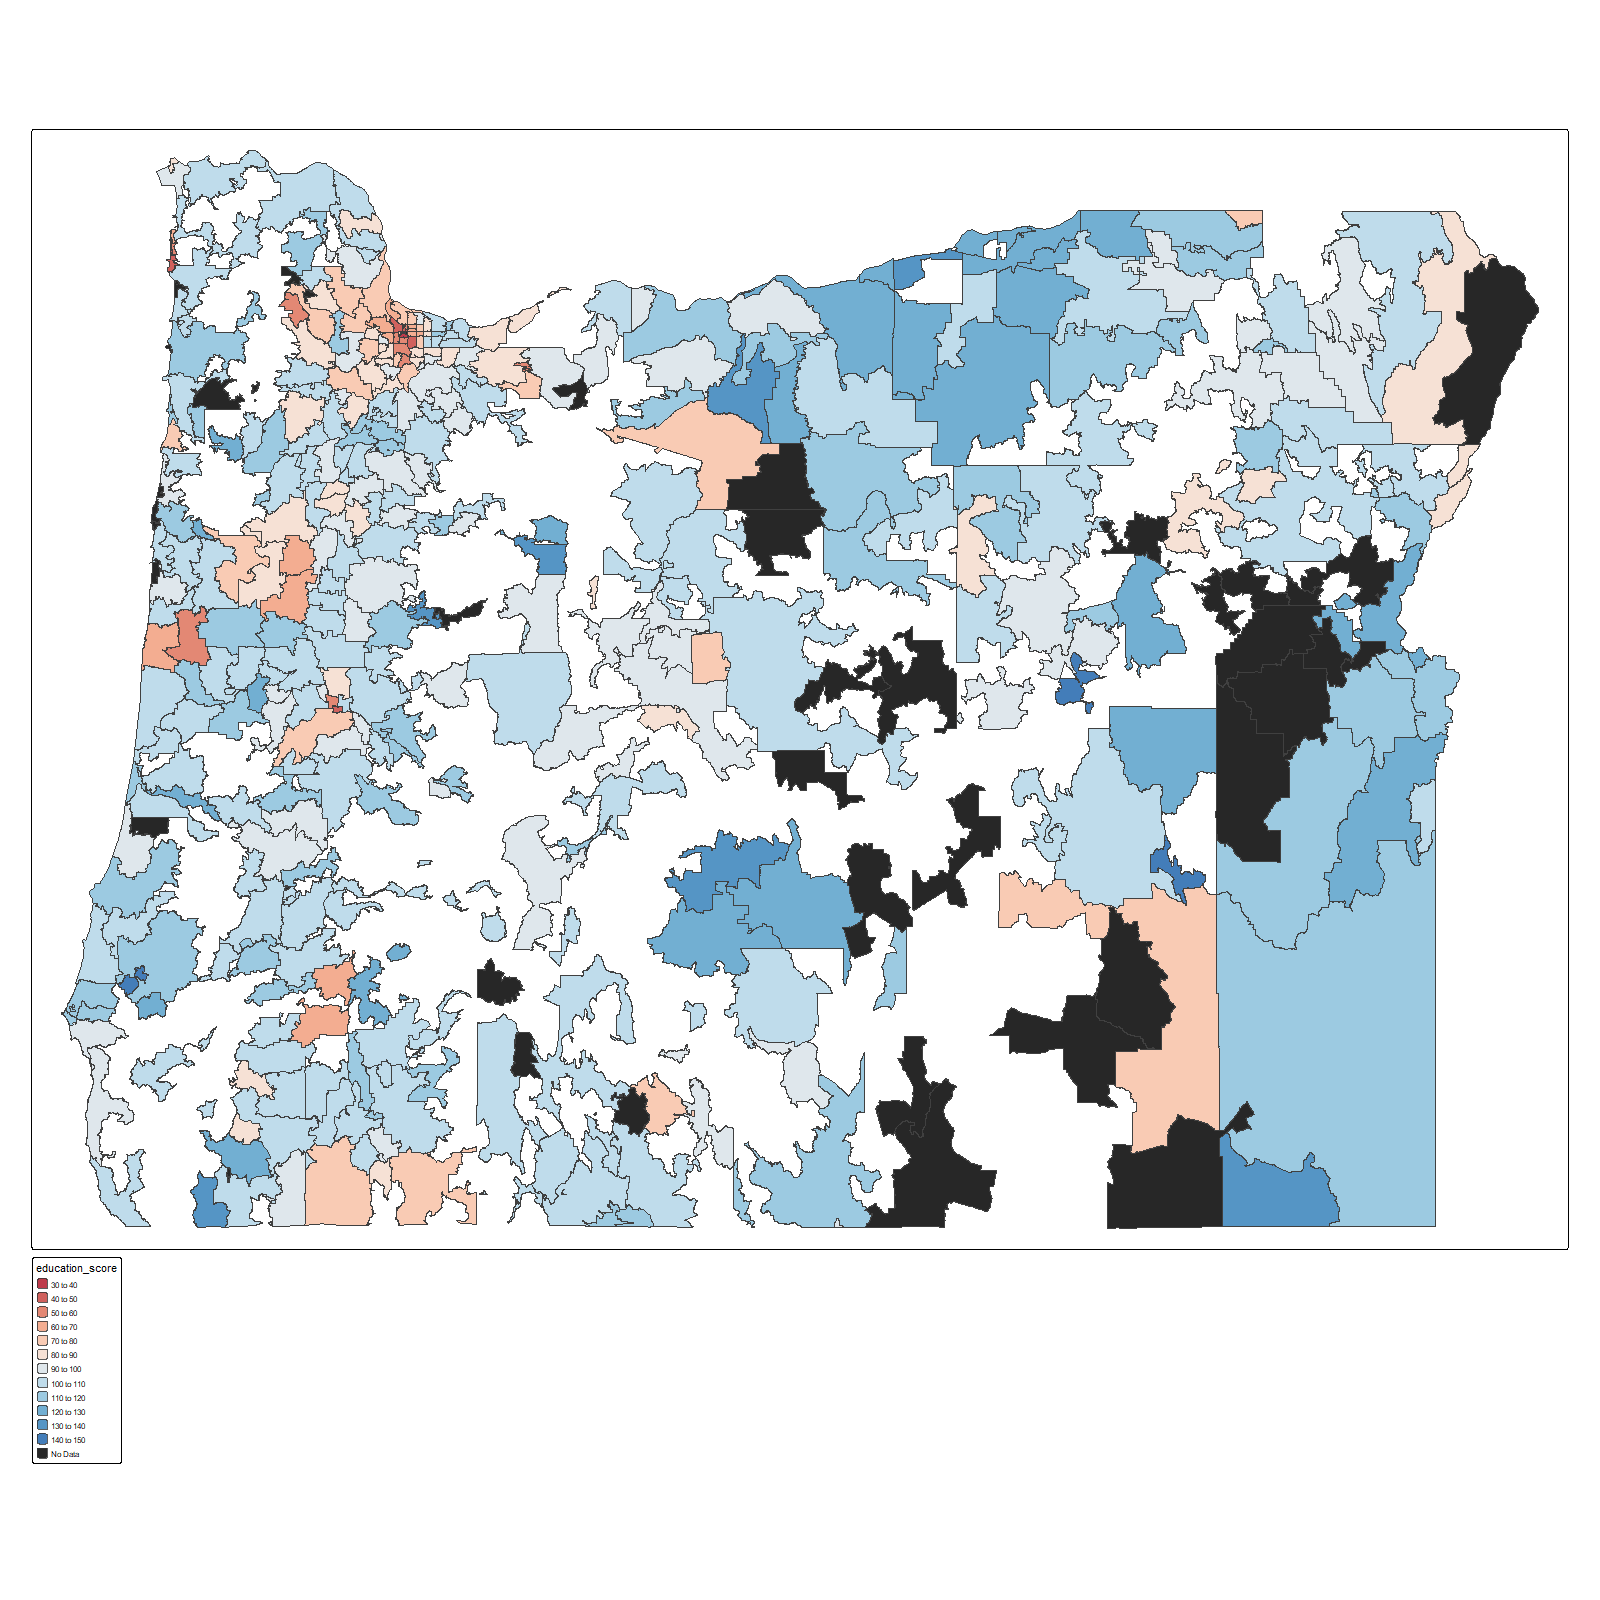 education_score
30 to 40
40 to 50
50 to 60
60 to 70
70 to 80
80 to 90
90 to 100
100 to 110
110 to 120
120 to 130
130 to 140
140 to 150
No Data